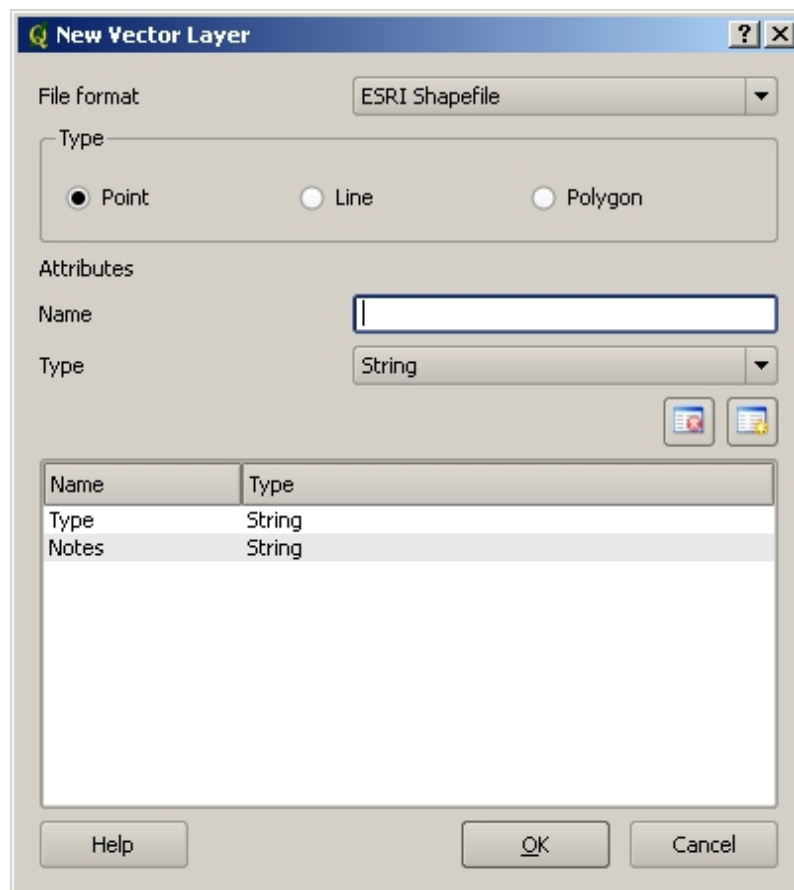 New Vector Layer
File format ESRI Shapefile
Type
Point Line Polygon
Attributes
Name
Type String
Name Type
Type String
Notes String
Help OK Cancel